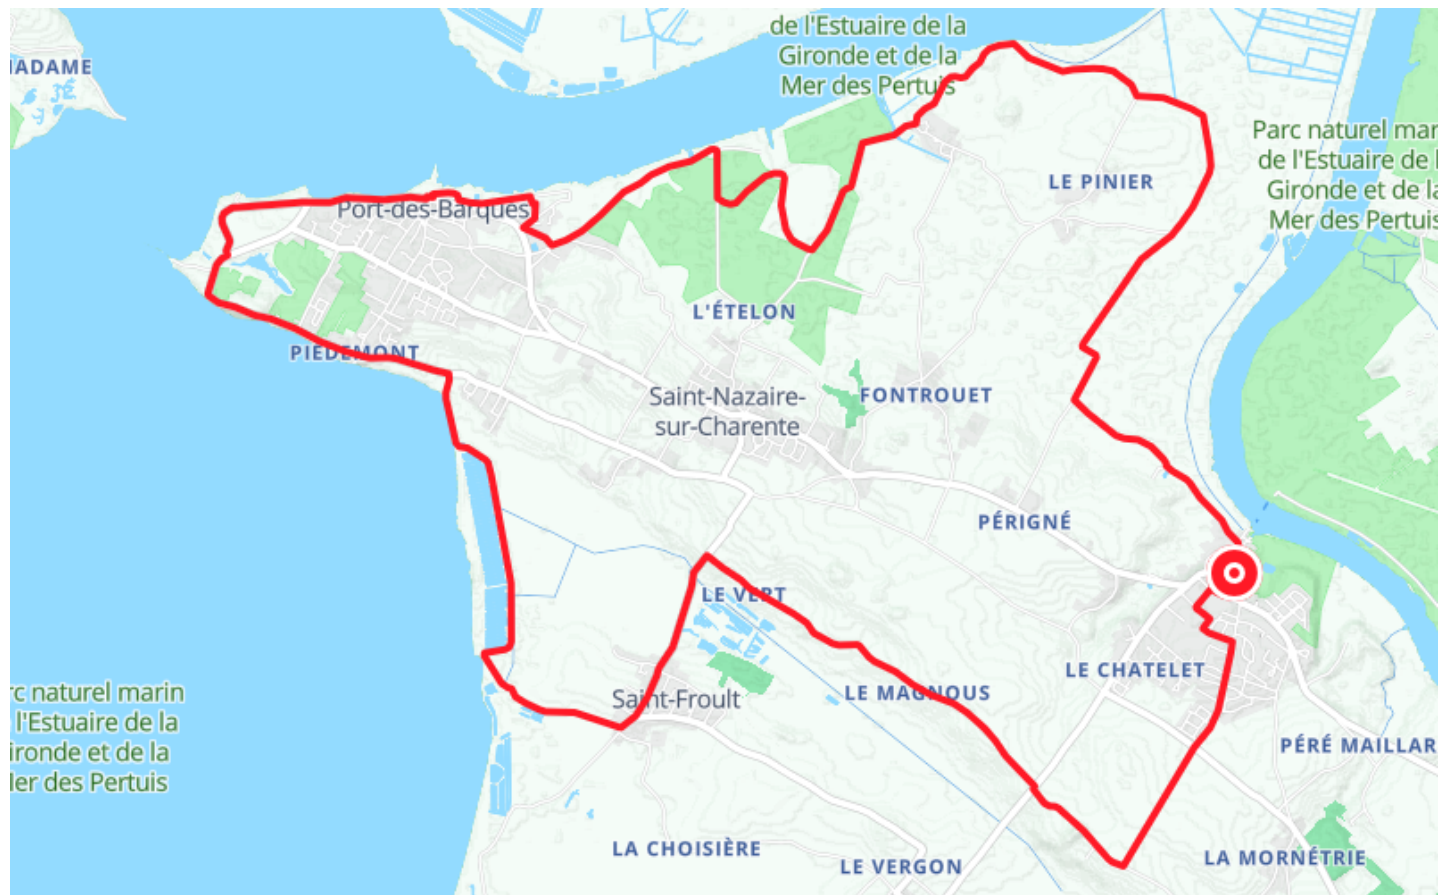 de l'Estuaire de la
Gironde et de la
Mer des Pertuis
Parc naturel mar
de l'Estuaire de l
Gironde et de la
Mer des Pertuis
LE PINIER
Port-des-Barques
L'ÉTELON
PIEDEMONT
Saint-Nazaire-
sur-Charente
FONTROUET
PÉRIGNÉ
LE VERT
LE CHATELET
Saint-Froult
LE MAGNOUS
rc naturel marin
l'Estuaire de la
ironde et de la
PÉRÉ MAILLAR
des Pertuis
LA CHOISIÈRE
LE VERGON
LA MORNÉTRIE